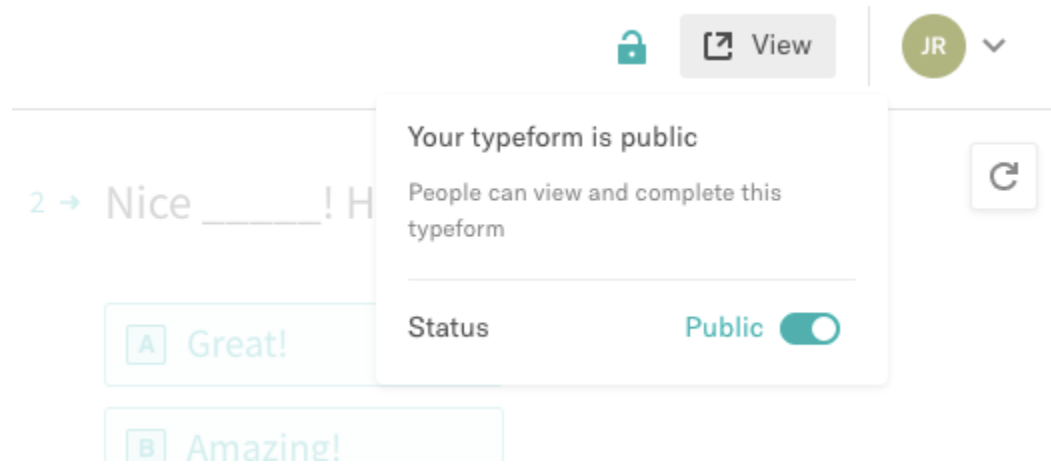 View
JR
Your typeform is public
People can view and complete this
typeform
Status Public
2 → Nice _____! H
A Great!
B Amazing!